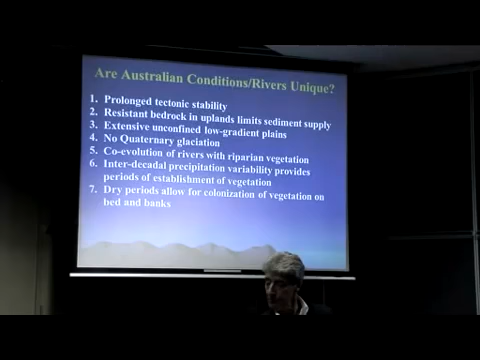 Are Australian Conditions/Rivers Unique?
1. Prolonged tectonic stability
2. Resistant bedrock in uplands limits sediment supply
3. Extensive unconfined low-gradient plains
4. No Quaternary glaciation
5. Co-evolution of rivers with riparian vegetation
6. Inter-decadal precipitation variability provides
periods of establishment of vegetation
7. Dry periods allow for colonization of vegetation on
bed and banks